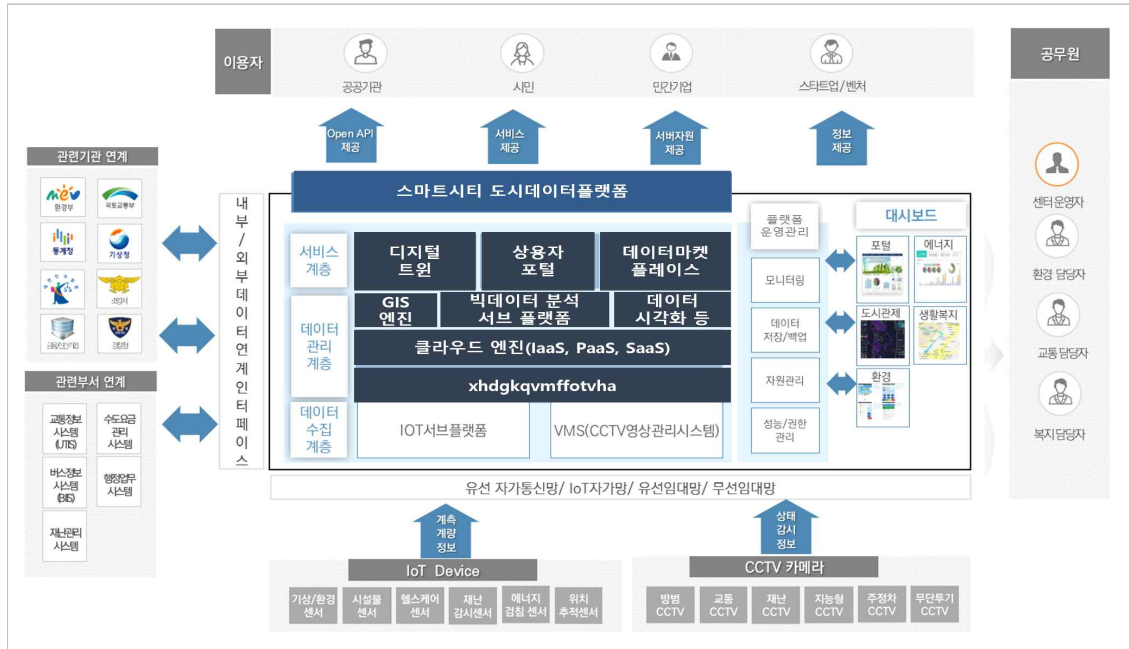 이용자
공공기관
시민
민간기업
스타트업/벤처
공무원
Open API
제공
서비스
제공
서버자원
제공
정보
제공
관련기관 연계
환경부
국토교통부
통계청
기상청
관련부서 연계
교통정보
시스템
(UTIS)
수도요금
관리
시스템
버스정보
시스템
(BIS)
행정업무
시스템
재난관리
시스템
내부/외부데이터연계인터페이스
스마트시티 도시데이터플랫폼
서비스
계층
디지털
트윈
상용자
포털
데이터마켓
플레이스
데이터
관리
계층
GIS
엔진
빅데이터 분석
서브 플랫폼
데이터
시각화 등
클라우드 엔진(IaaS, PaaS, SaaS)
xhdgkqvmffotvha
데이터
수집
계층
IOT서브플랫폼
VMS(CCTV영상관리시스템)
플랫폼
운영관리
모니터링
데이터
저장/백업
자원관리
성능/권한
관리
대시보드
포털
에너지
도시관제
생활복지
환경
센터운영자
환경 담당자
교통담당자
복지담당자
유선 자가통신망/ IoT자가망/ 유선임대망/ 무선임대망
계측
계량
정보
상태
감시
정보
IoT Device
기상/환경
센서
시설물
센서
헬스케어
센서
재난
감시센서
에너지
검침 센서
위치
추적센서
CCTV 카메라
방범
CCTV
교통
CCTV
재난
CCTV
지능형
CCTV
주정차
CCTV
무단투기
CCTV